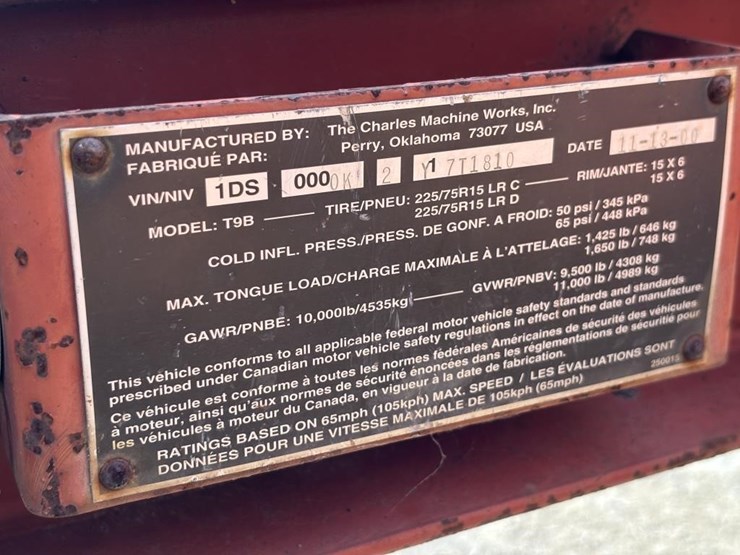 MANUFACTURED BY: The Charles Machine Works, Inc.
FABRIQUÉ PAR: Perry, Oklahoma 73077 USA
VIN/NIV 1DS 0000K 2 Y1 7T1810 DATE 11-13-00
MODEL: T9B TIRE/PNEU: 225/75R15 LR C RIM/JANTE: 15 X 6
225/75R15 LR D 15 X 6
COLD INFL. PRESS./PRESS. DE GONF. A FROID: 50 psi / 345 kPa
65 psi / 448 kPa
MAX. TONGUE LOAD/CHARGE MAXIMALE À L'ATTELAGE: 1,425 lb / 646 kg
1,650 lb / 748 kg
GAWR/PNBE: 10,000lb/4535kg GVWR/PNBV: 9,500 lb / 4308 kg
11,000 lb / 4989 kg
This véhicule conforms to all applicable federal motor vehicle safety standards and standards
prescribed under Canadian motor vehicle safety regulations in effect on the date of manufacture.
Ce véhicule est conforme à toutes les normes fédérales Américaines de sécurité des véhicules
à moteur, ainsi qu'aux normes de sécurité énoncées dans les réglementations de sécuritié pour
les véhicules à moteur du Canada, en vigueur à la date de fabrication.
RATINGS BASED ON 65mph (105kph) MAX. SPEED / LES ÉVALUATIONS SONT
DONNÉES POUR UNE VITESSE MAXIMALE DE 105kph (65mph)